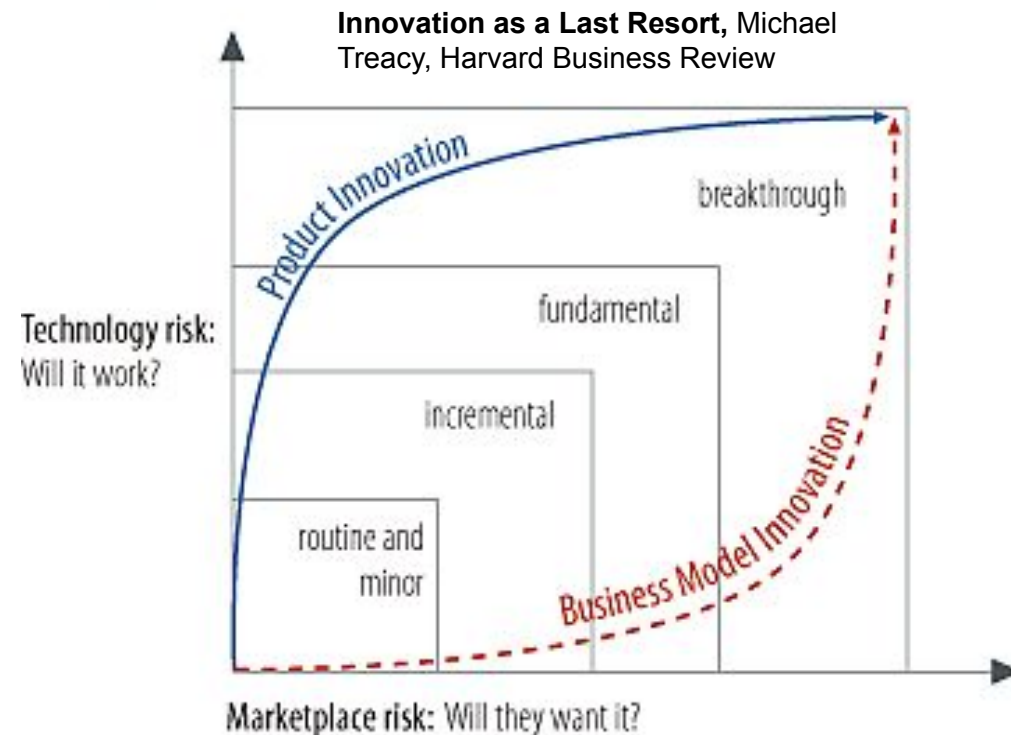 Innovation as a Last Resort, Michael
Treacy, Harvard Business Review
Product Innovation
breakthrough
fundamental
Technology risk:
Will it work?
incremental
Business Model Innovation
routine and
minor
Marketplace risk: Will they want it?